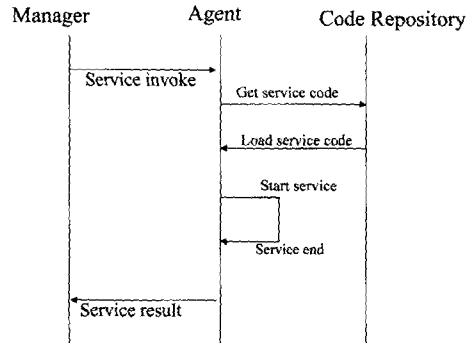 Manager
Agent
Code Repository
Service invoke
Get service code
Load service code
Start service
Service end
Service result